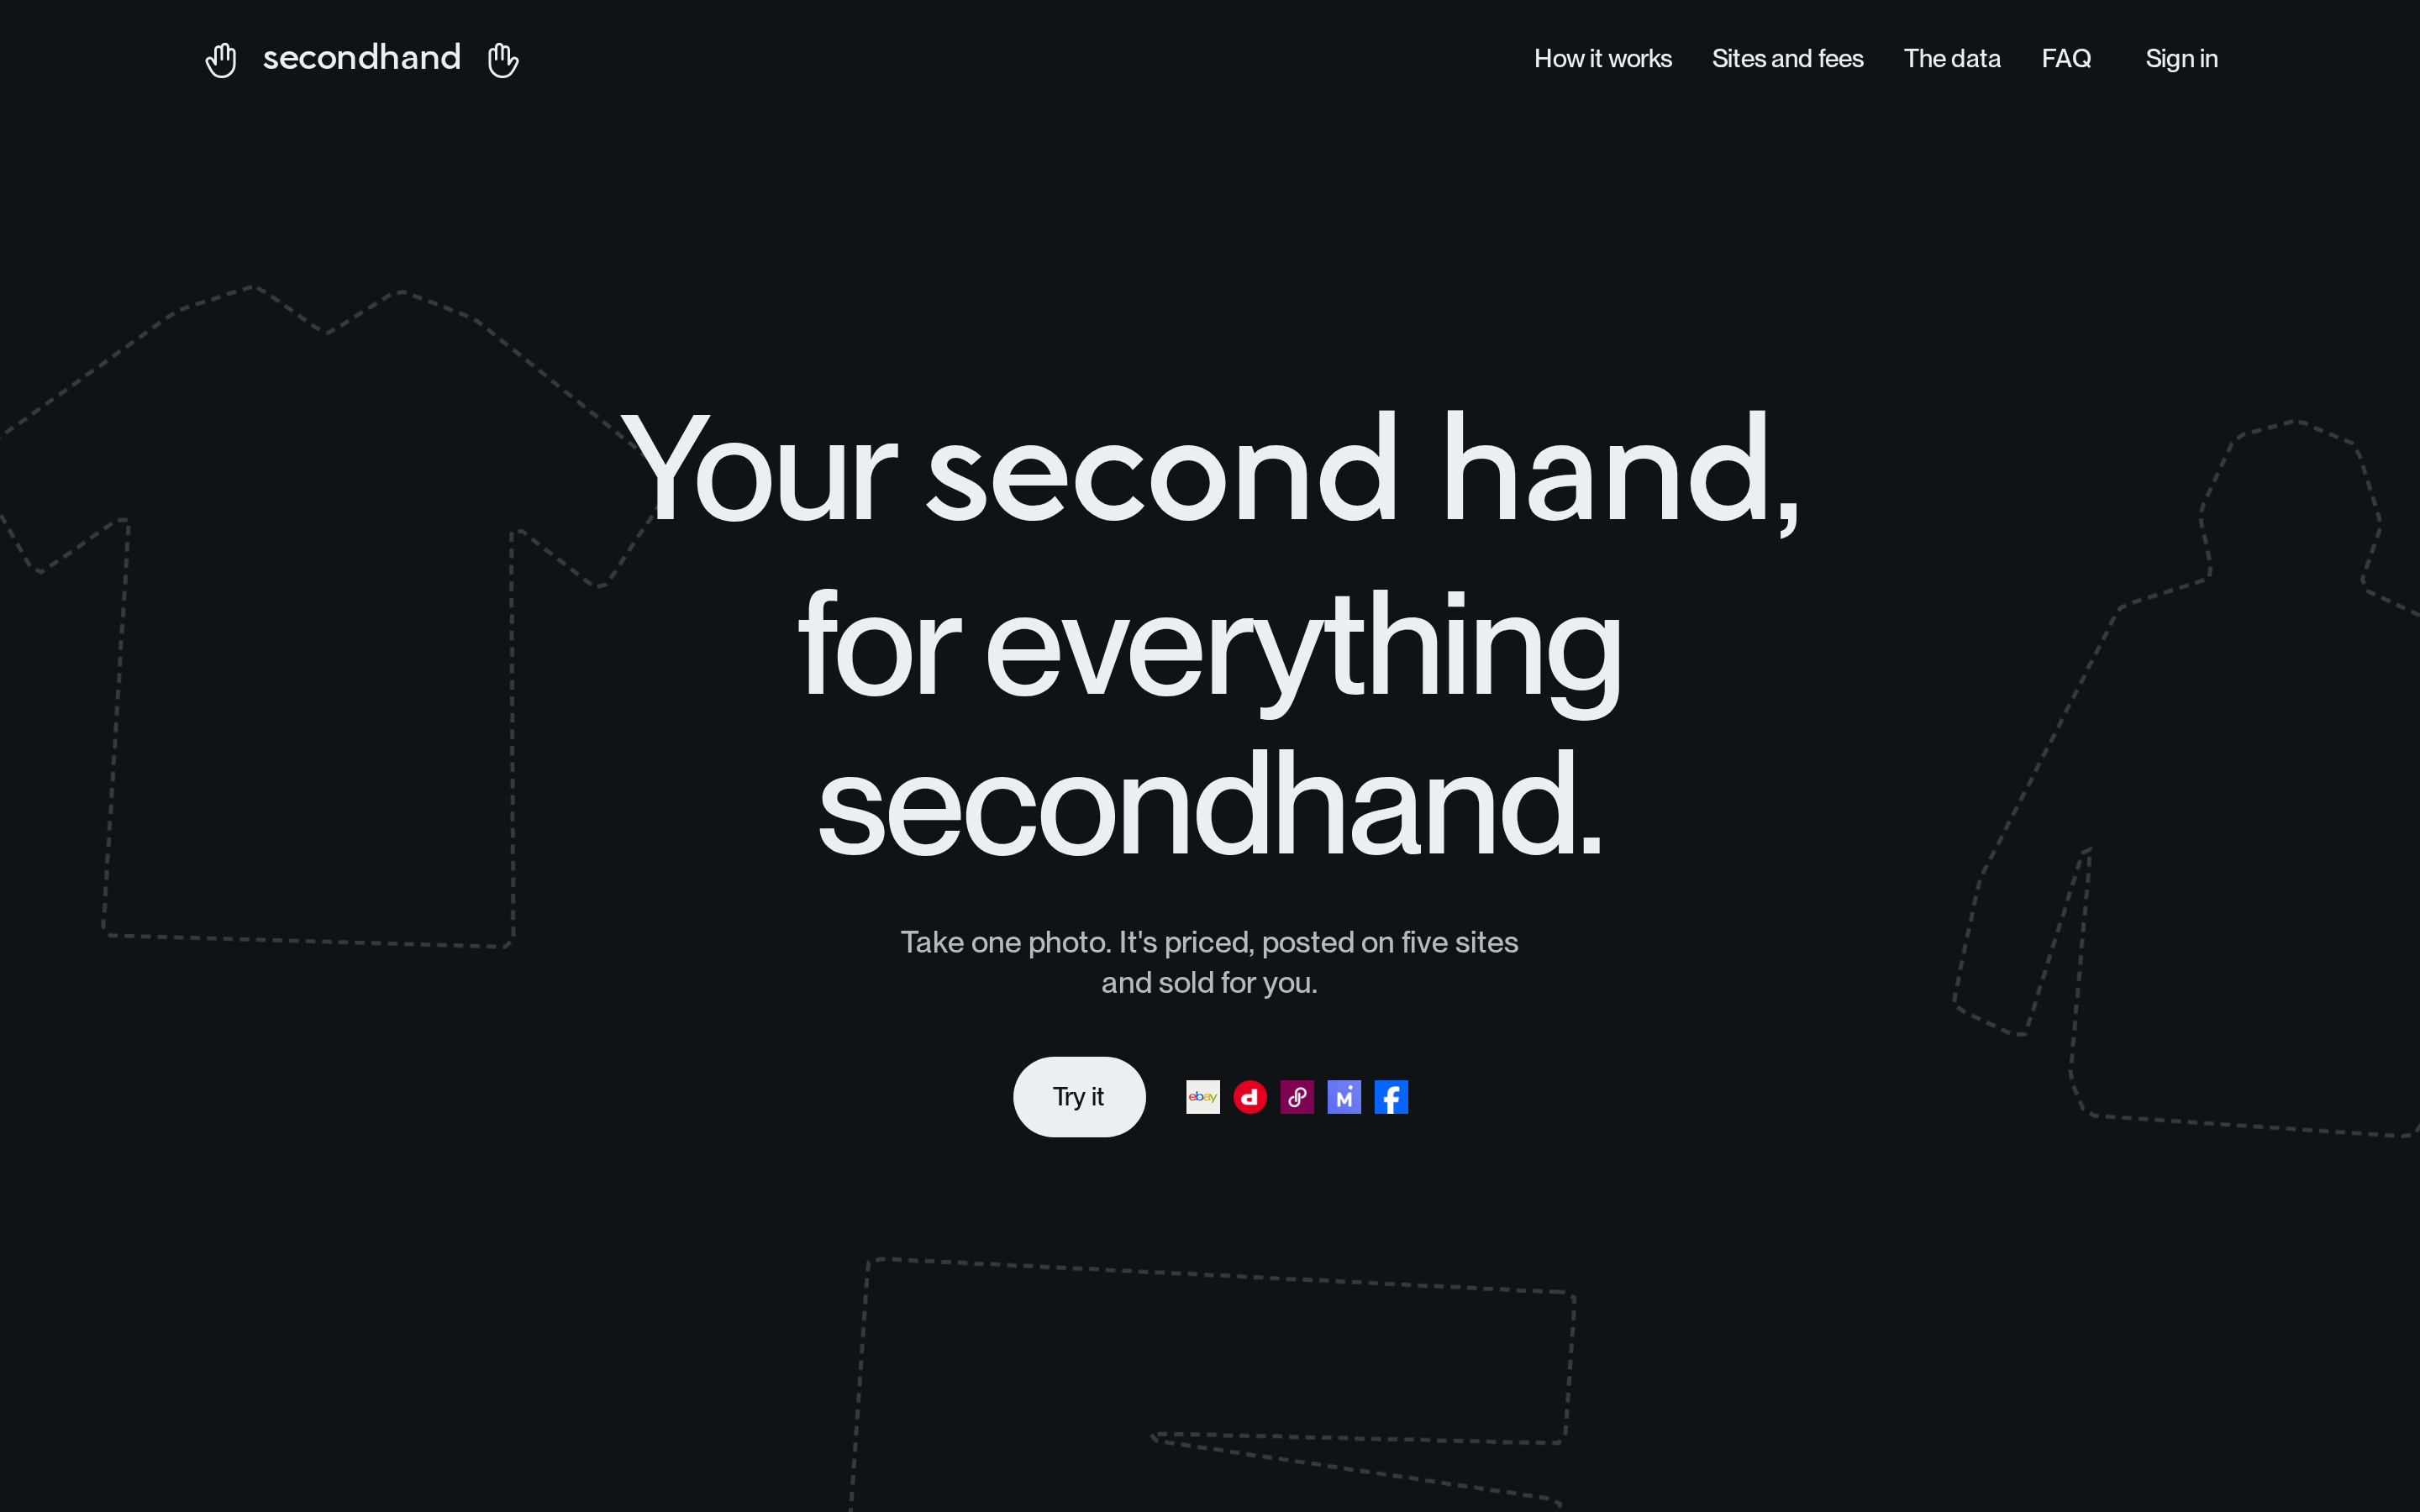 secondhand
How it works
Sites and fees
The data
FAQ
Sign in
Your second hand,
for everything
secondhand.
Take one photo. It's priced, posted on five sites
and sold for you.
Try it
ebay